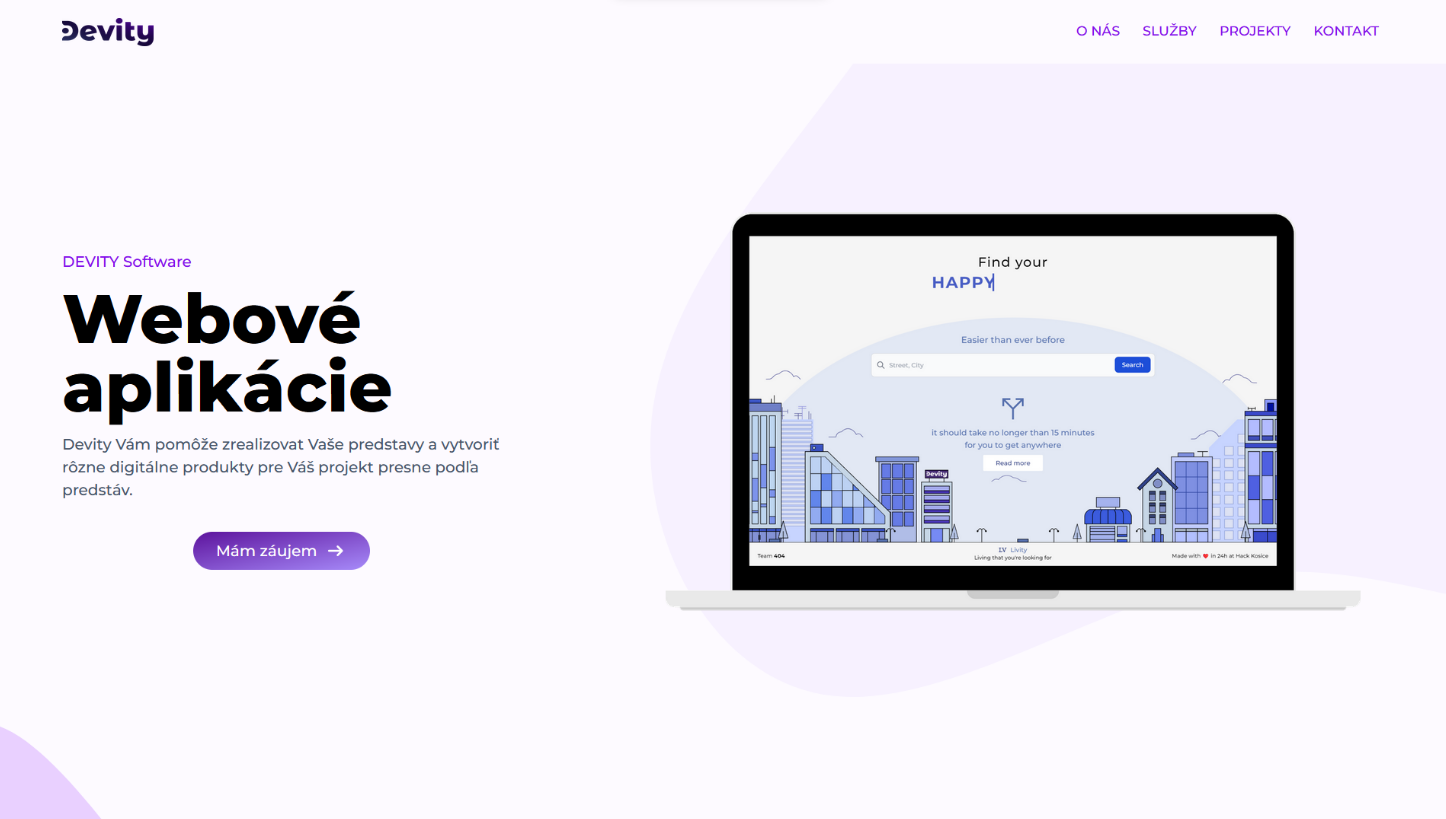 Devity
O NÁS SLUŽBY PROJEKTY KONTAKT
DEVITY Software
Webové
aplikácie
Devity Vám pomôže zrealizovat Vaše predstavy a vytvoriť
rôzne digitálne produkty pre Váš projekt presne podľa
predstáv.
Mám záujem
Find your
HAPPY
Easier than ever before
Street, City
Search
It should take no longer than 15 minutes
for you to get anywhere
Read more
Devity
Team 404
LV Livity
Living that you're looking for
Made with ❤ in 24h at Hack Kosice